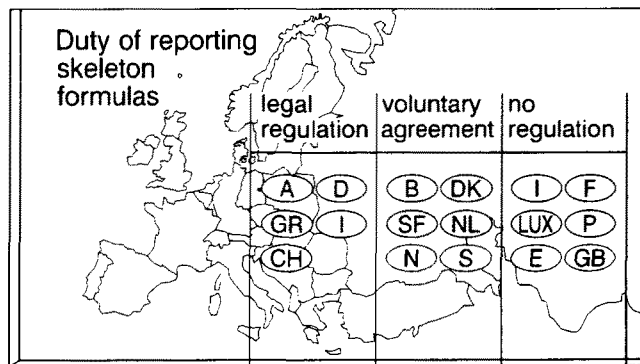 Duty of reporting
skeleton
formulas
legal voluntary no
regulation agreement regulation
A D B DK I F
GR I SF NL LUX P
CH N S E GB